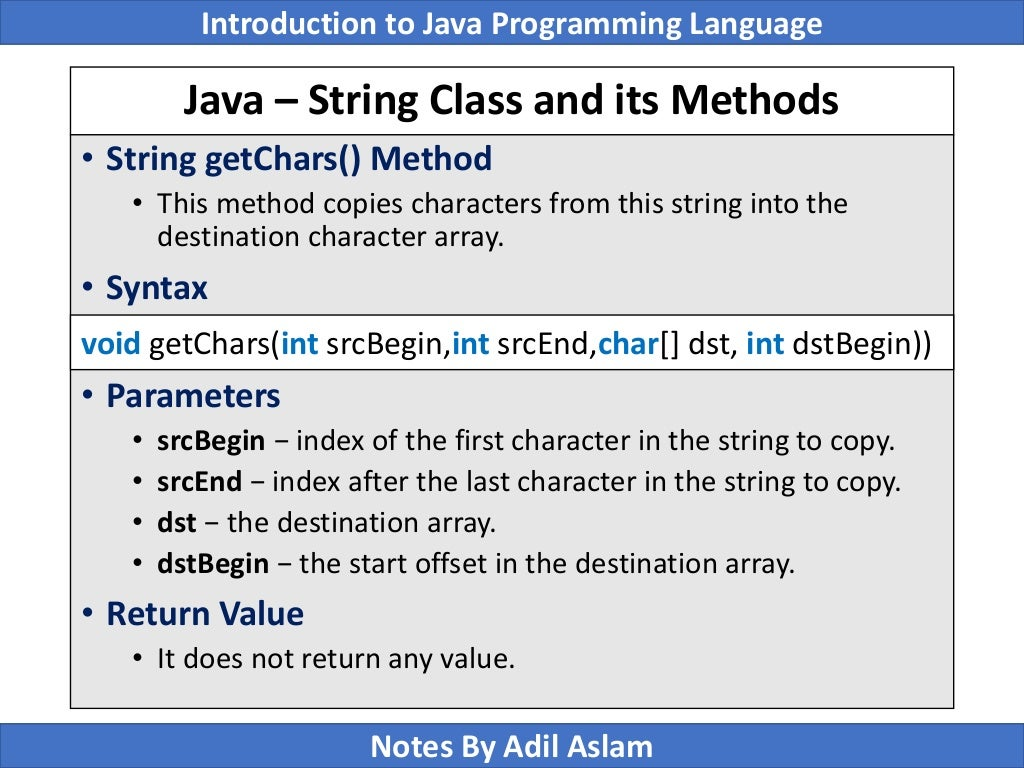 Introduction to Java Programming Language
Java – String Class and its Methods
• String getChars() Method
• This method copies characters from this string into the
destination character array.
• Syntax
void getChars(int srcBegin,int srcEnd,char[] dst, int dstBegin))
• Parameters
• srcBegin − index of the first character in the string to copy.
• srcEnd − index after the last character in the string to copy.
• dst − the destination array.
• dstBegin − the start offset in the destination array.
• Return Value
• It does not return any value.
Notes By Adil Aslam